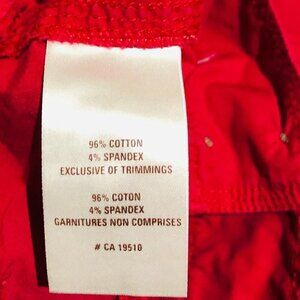 96% COTTON
4% SPANDEX
EXCLUSIVE OF TRIMMINGS
96% COTON
4% SPANDEX
GARNITURES NON COMPRISES
# CA 19510